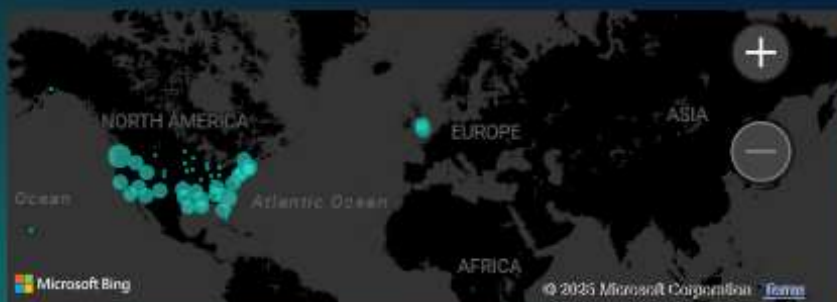 +
NORTH AMERICA
EUROPE
ASIA
−
Ocean
Atlantic Ocean
AFRICA
Microsoft Bing
© 2025 Microsoft Corporation Terms